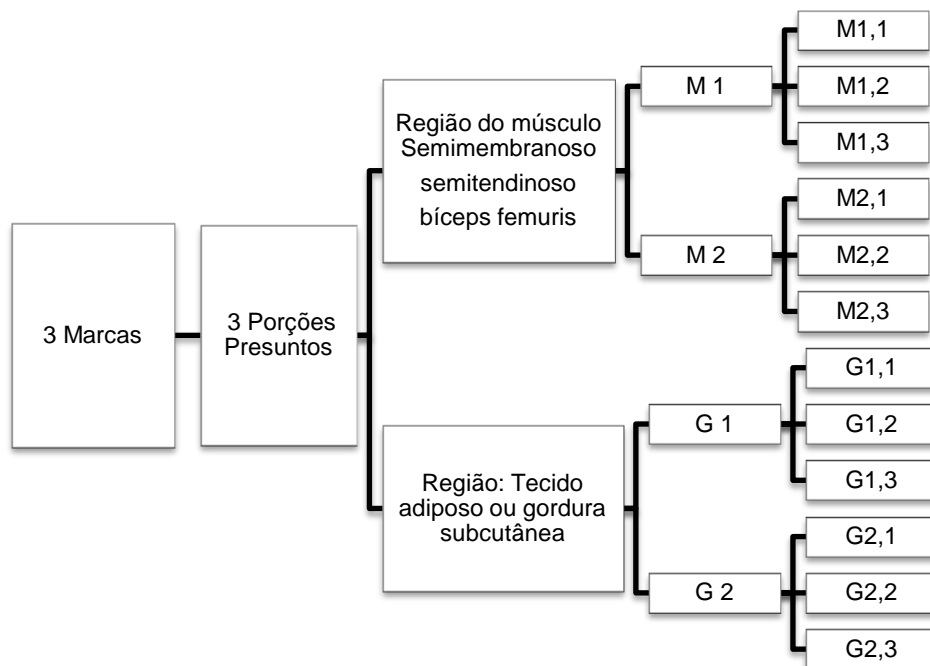 3 Marcas
3 Porções
Presuntos
Região do músculo
Semimembranoso
semitendinoso
bíceps femuris
M 1
M1,1
M1,2
M1,3
M 2
M2,1
M2,2
M2,3
Região: Tecido
adiposo ou gordura
subcutânea
G 1
G1,1
G1,2
G1,3
G 2
G2,1
G2,2
G2,3